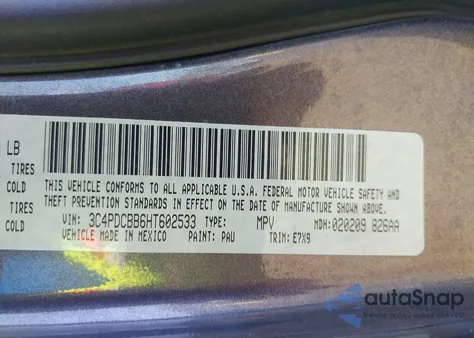 LB
TIRES
COLD
TIRES
COLD
THIS VEHICLE CONFORMS TO ALL APPLICABLE U.S.A. FEDERAL MOTOR VEHICLE SAFETY AND
THEFT PREVENTION STANDARDS IN EFFECT ON THE DATE OF MANUFACTURE SHOWN ABOVE.
VIN: 3C4PDCBB6HT602533 TYPE: MPV MDH: 020209 826AA
VEHICLE MADE IN MEXICO PAINT: PAU TRIM: E7X9
autoSnap